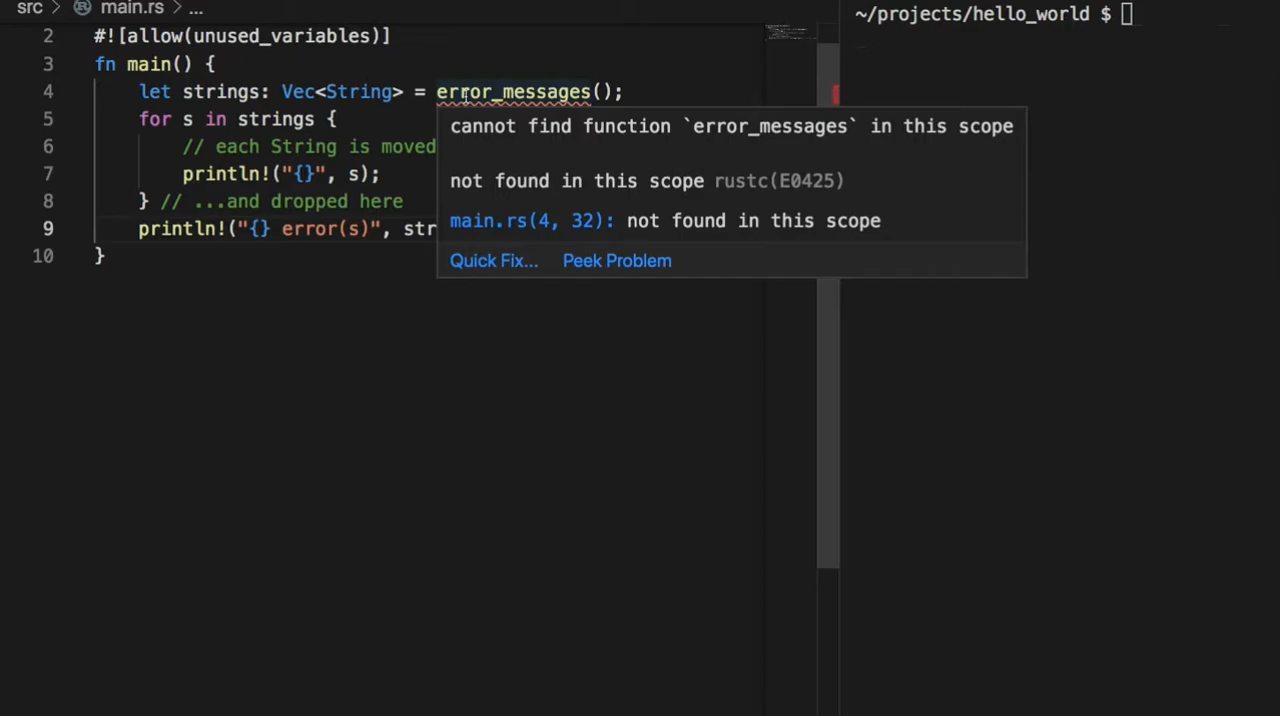 src > main.rs > ...
~/projects/hello_world $
2 #![allow(unused_variables)]
3 fn main() {
4 let strings: Vec<String> = error_messages();
5 for s in strings {
cannot find function `error_messages` in this scope
6 // each String is moved
7 println!("{}", s);
not found in this scope rustc(E0425)
8 } // ...and dropped here
main.rs(4, 32): not found in this scope
9 println!("{} error(s)", str
10 }
Quick Fix... Peek Problem